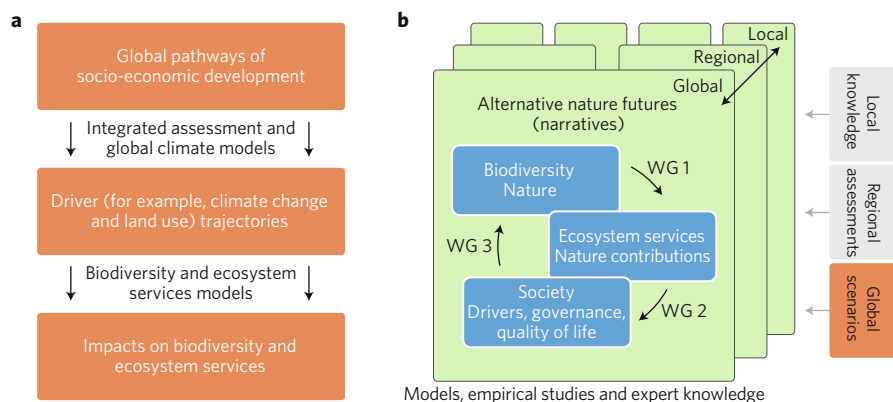 a
Global pathways of
socio-economic development
Integrated assessment and
global climate models
Driver (for example, climate change
and land use) trajectories
Biodiversity and ecosystem
services models
Impacts on biodiversity and
ecosystem services
b
Local
Regional
Global
Alternative nature futures
(narratives)
Biodiversity
Nature
WG 1
Ecosystem services
Nature contributions
WG 3
Society
Drivers, governance,
quality of life
WG 2
Models, empirical studies and expert knowledge
Local
knowledge
Regional
assessments
Global
scenarios